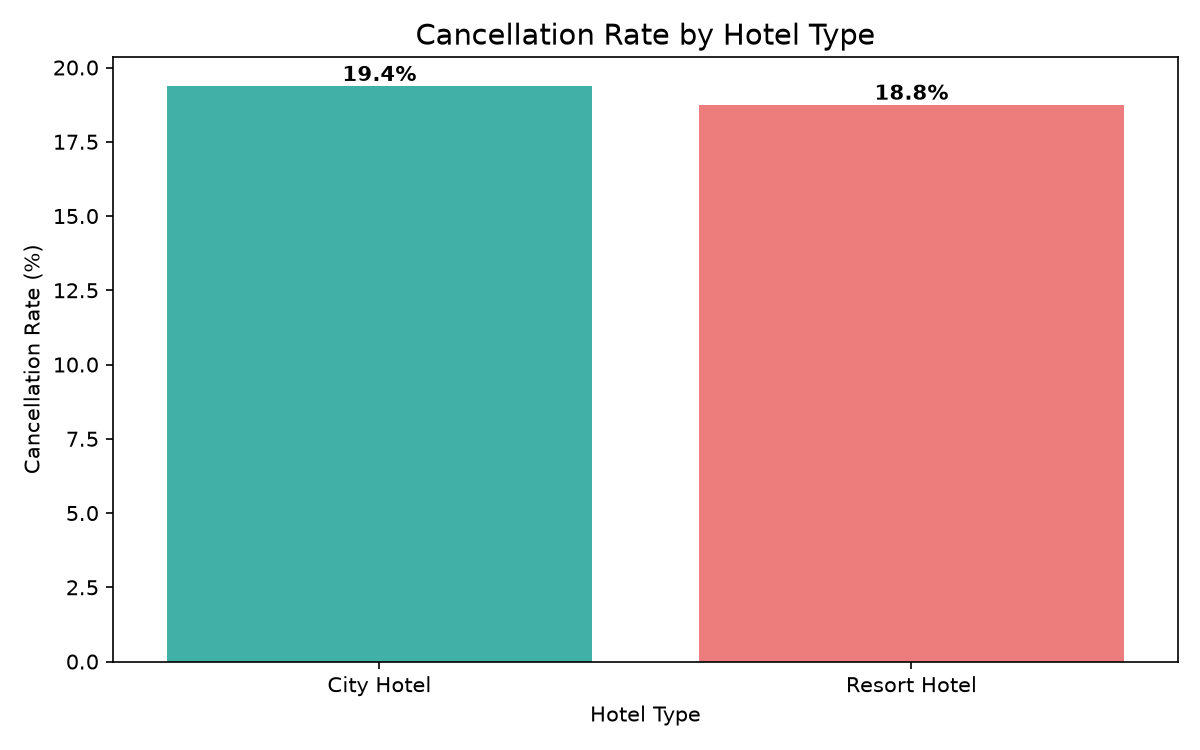 Cancellation Rate by Hotel Type
20.0
17.5
15.0
12.5
10.0
7.5
5.0
2.5
0.0
Cancellation Rate (%)
19.4%
18.8%
City Hotel
Resort Hotel
Hotel Type